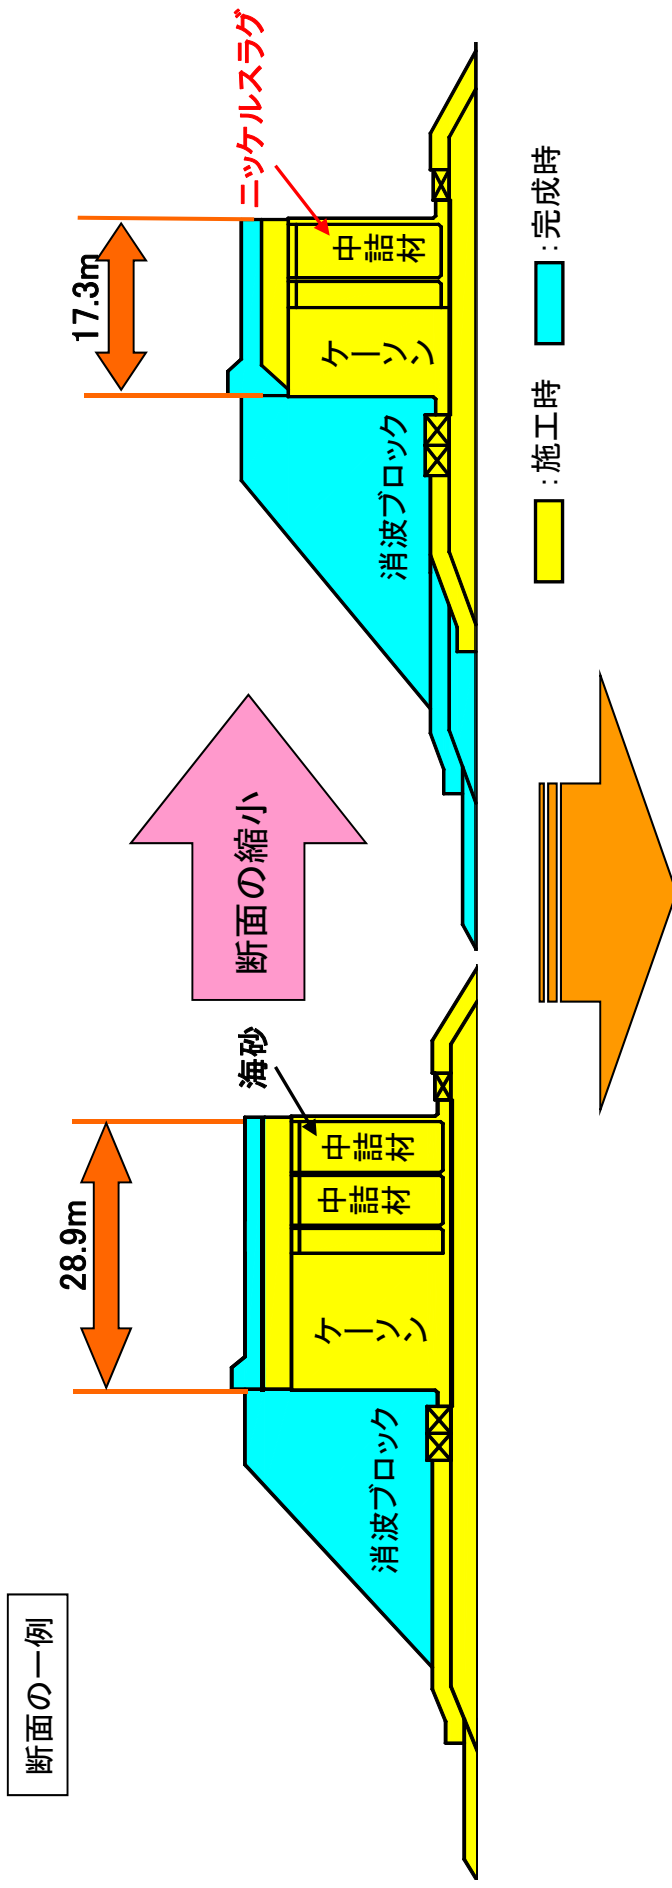 断面の一例
28.9m
海砂
中詰材
中詰材
ケーソン
消波ブロック
断面の縮小
17.3m
ニッケルスラグ
中詰材
ケーソン
消波ブロック
:施工時
:完成時